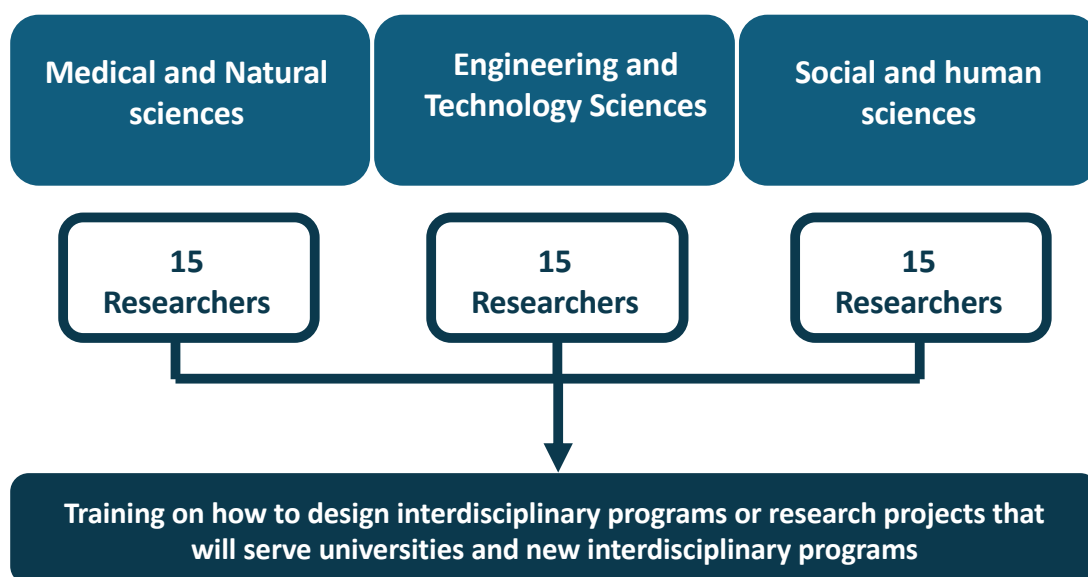 Medical and Natural
sciences
Engineering and
Technology Sciences
Social and human
sciences
15
Researchers
15
Researchers
15
Researchers
Training on how to design interdisciplinary programs or research projects that
will serve universities and new interdisciplinary programs